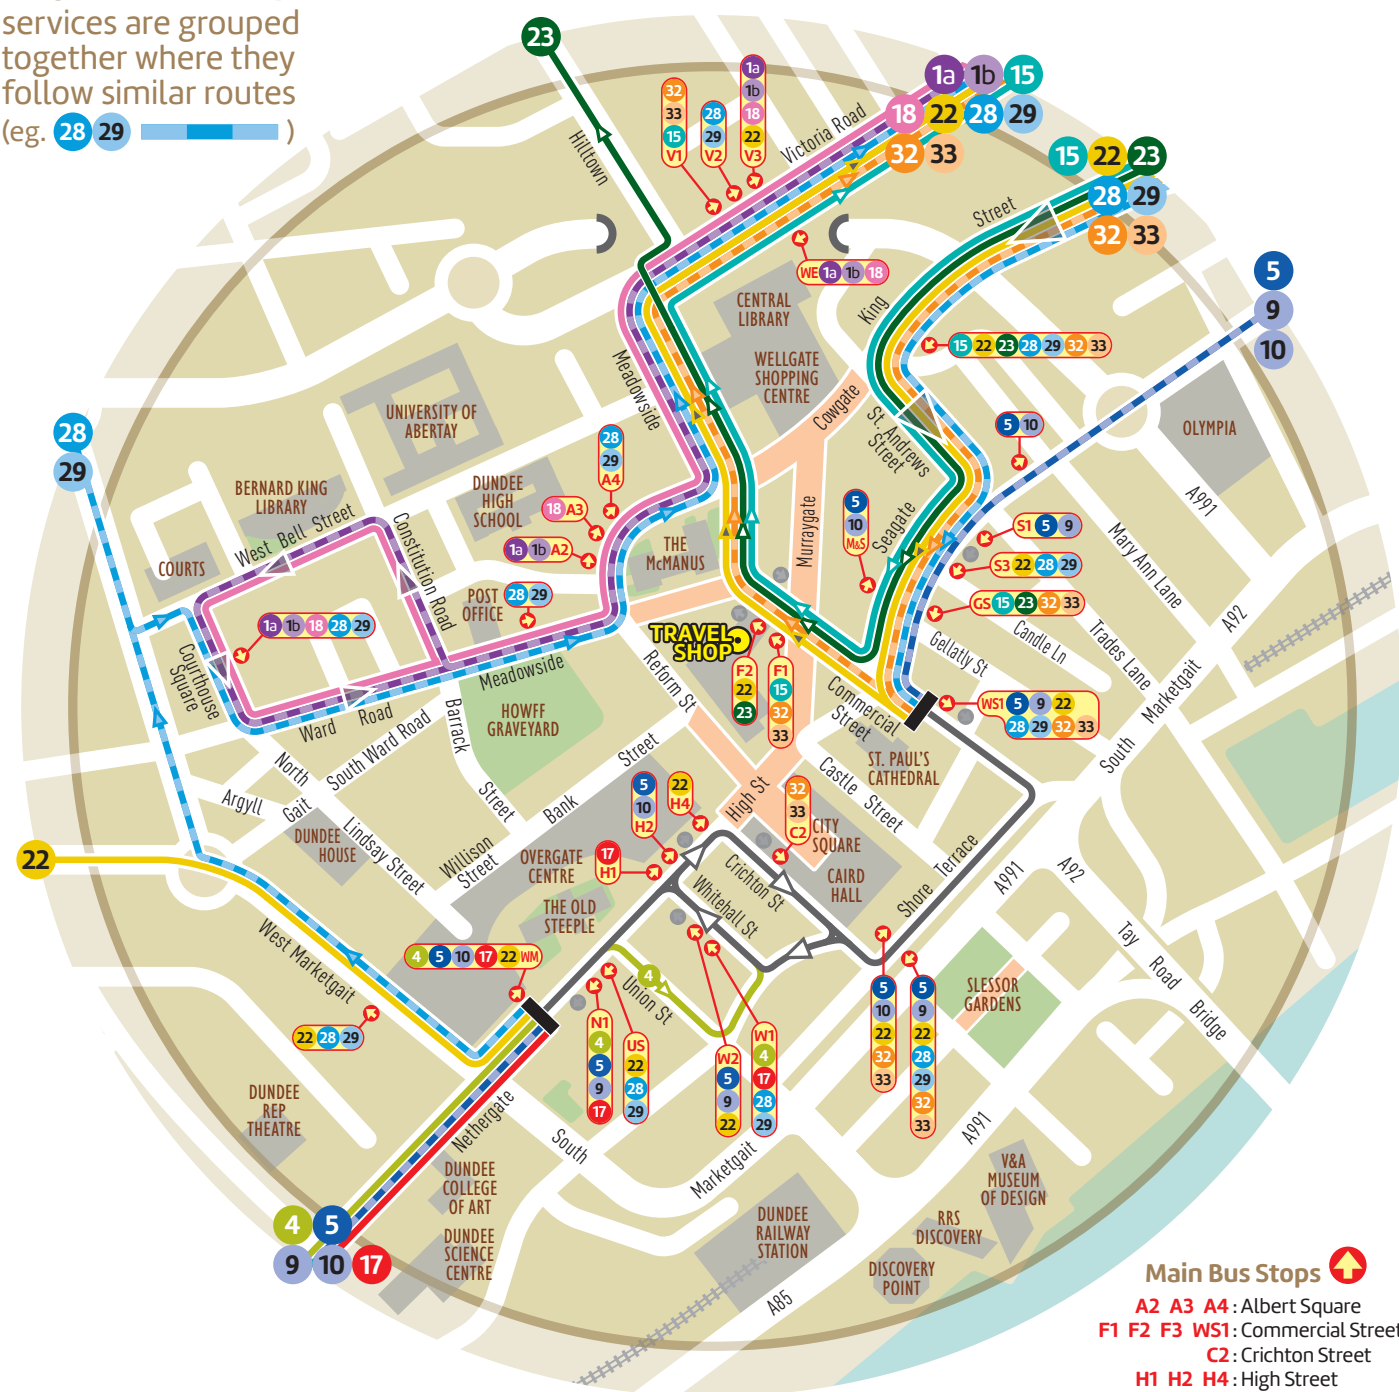 services are grouped
together where they
follow similar routes
(eg. 28 29 )
23
1a 1b 15
18 22 28 29
32 33
15 22 23
28 29
32 33
5
9
10
32
33
15
V1
28
29
V2
1a
1b
18
22
V3
Hilltown
Victoria Road
King
Street
WE 1a 1b 18
CENTRAL
LIBRARY
WELLGATE
SHOPPING
CENTRE
15 22 23 28 29 32 33
Meadowside
Cowgate
St. Andrews
Street
5 10
OLYMPIA
A991
UNIVERSITY OF
ABERTAY
28
29
28
29
A4
BERNARD KING
LIBRARY
DUNDEE
HIGH
SCHOOL
18 A3
1a 1b A2
West Bell Street
Constitution Road
COURTS
5
10
M&S
Seagate
Murraygate
S1 5 9
S3 22 28 29
GS 15 23 32 33
Mary Ann Lane
A92
THE
McMANUS
POST
OFFICE
28 29
1a 1b 18 28 29
Courthouse
Square
Meadowside
TRAVEL
SHOP
Reform St
F2
22
23
F1
15
32
33
Gellatly St
Candle Ln
Trades Lane
South Marketgait
WS1 5 9 22
28 29 32 33
Commercial
Street
ST. PAUL'S
CATHEDRAL
HOWFF
GRAVEYARD
Ward Road
Barrack
Street
North
South Ward Road
Argyll
Gait
Lindsay Street
DUNDEE
HOUSE
Willison
Street
Bank
Street
5
10
H2
22
H4
High St
32
33
C2
CITY
SQUARE
CAIRD
HALL
Castle Street
22
17
H1
OVERGATE
CENTRE
THE OLD
STEEPLE
Crichton St
Whitehall St
Shore Terrace
A991
A92
Tay
Road
Bridge
SLESSOR
GARDENS
West Marketgait
4 5 10 17 22 WM
22 28 29
4
Union St
N1
4
5
9
17
US
22
28
29
W2
5
9
22
W1
4
17
28
29
5
10
22
32
33
5
9
22
28
29
32
33
DUNDEE
REP
THEATRE
Nethergate
South
Marketgait
A991
DUNDEE
COLLEGE
OF ART
DUNDEE
SCIENCE
CENTRE
DUNDEE
RAILWAY
STATION
V&A
MUSEUM
OF DESIGN
RRS
DISCOVERY
DISCOVERY
POINT
A85
4 5
9 10 17
Main Bus Stops
A2 A3 A4 : Albert Square
F1 F2 F3 WS1 : Commercial Street
C2 : Crichton Street
H1 H2 H4 : High Street